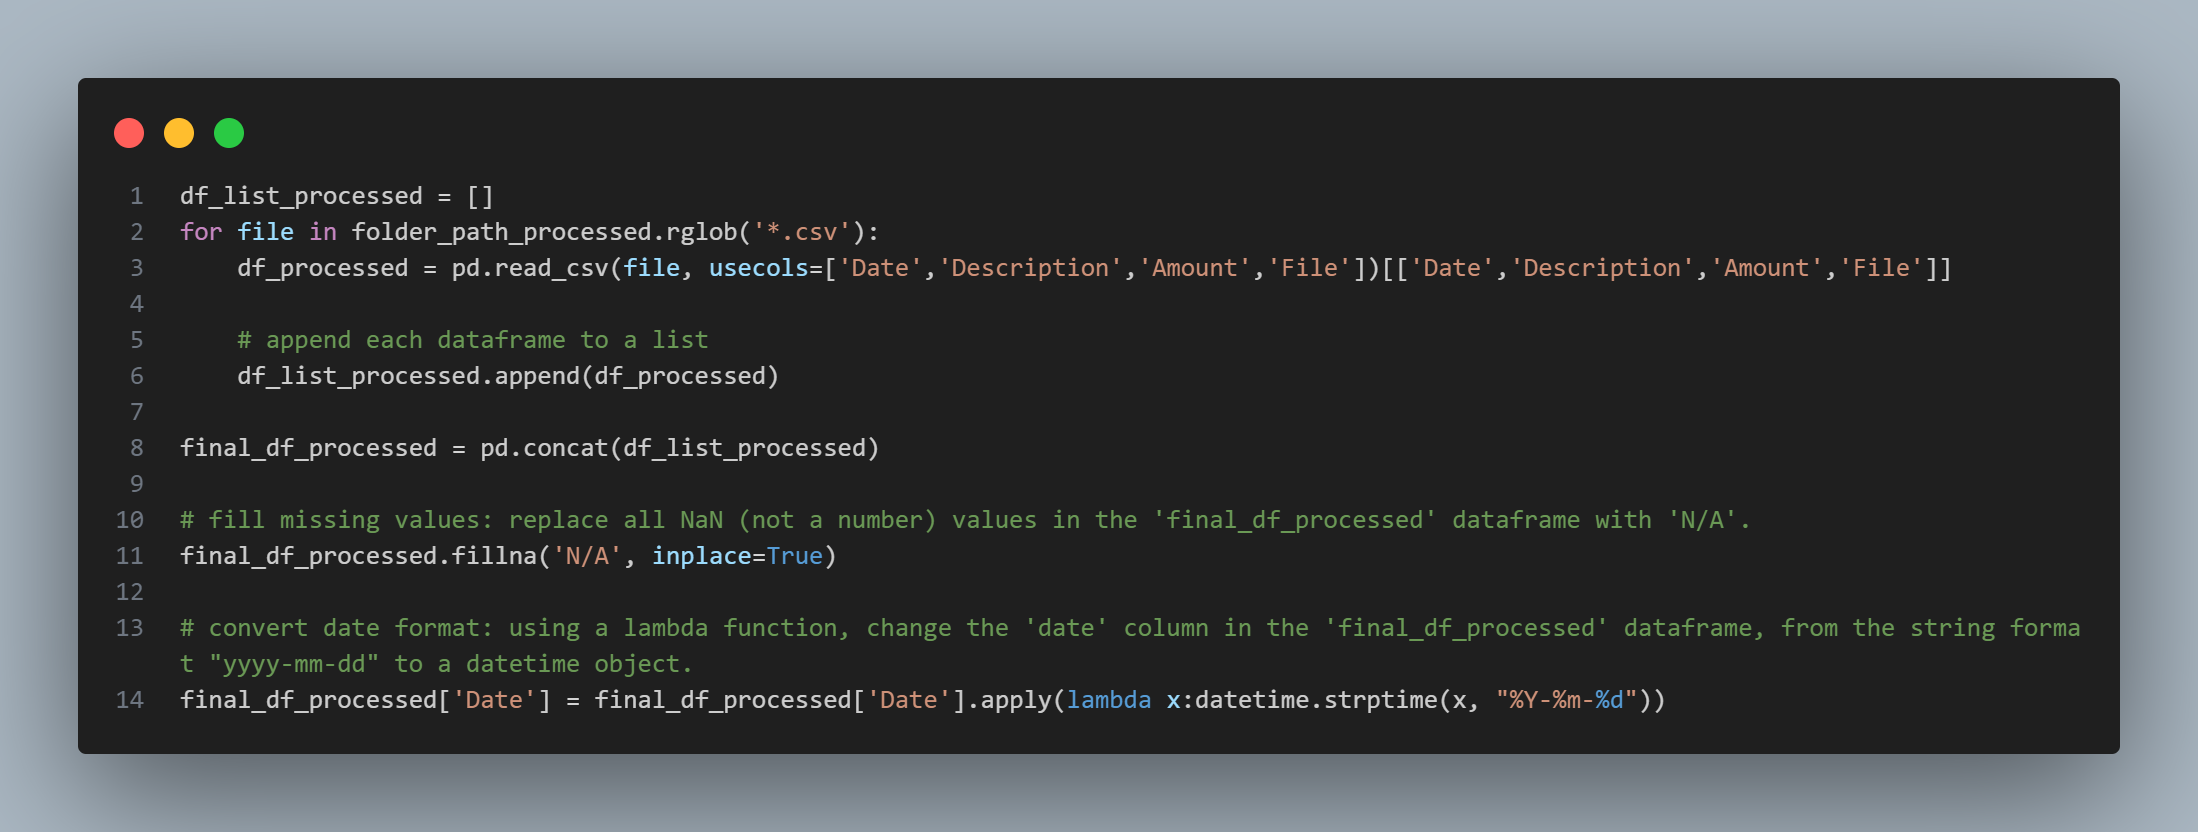 1 df_list_processed = []
2 for file in folder_path_processed.rglob('*.csv'):
3     df_processed = pd.read_csv(file, usecols=['Date','Description','Amount','File'])[['Date','Description','Amount','File']]
4
5     # append each dataframe to a list
6     df_list_processed.append(df_processed)
7
8 final_df_processed = pd.concat(df_list_processed)
9
10 # fill missing values: replace all NaN (not a number) values in the 'final_df_processed' dataframe with 'N/A'.
11 final_df_processed.fillna('N/A', inplace=True)
12
13 # convert date format: using a lambda function, change the 'date' column in the 'final_df_processed' dataframe, from the string forma
t "yyyy-mm-dd" to a datetime object.
14 final_df_processed['Date'] = final_df_processed['Date'].apply(lambda x:datetime.strptime(x, "%Y-%m-%d"))